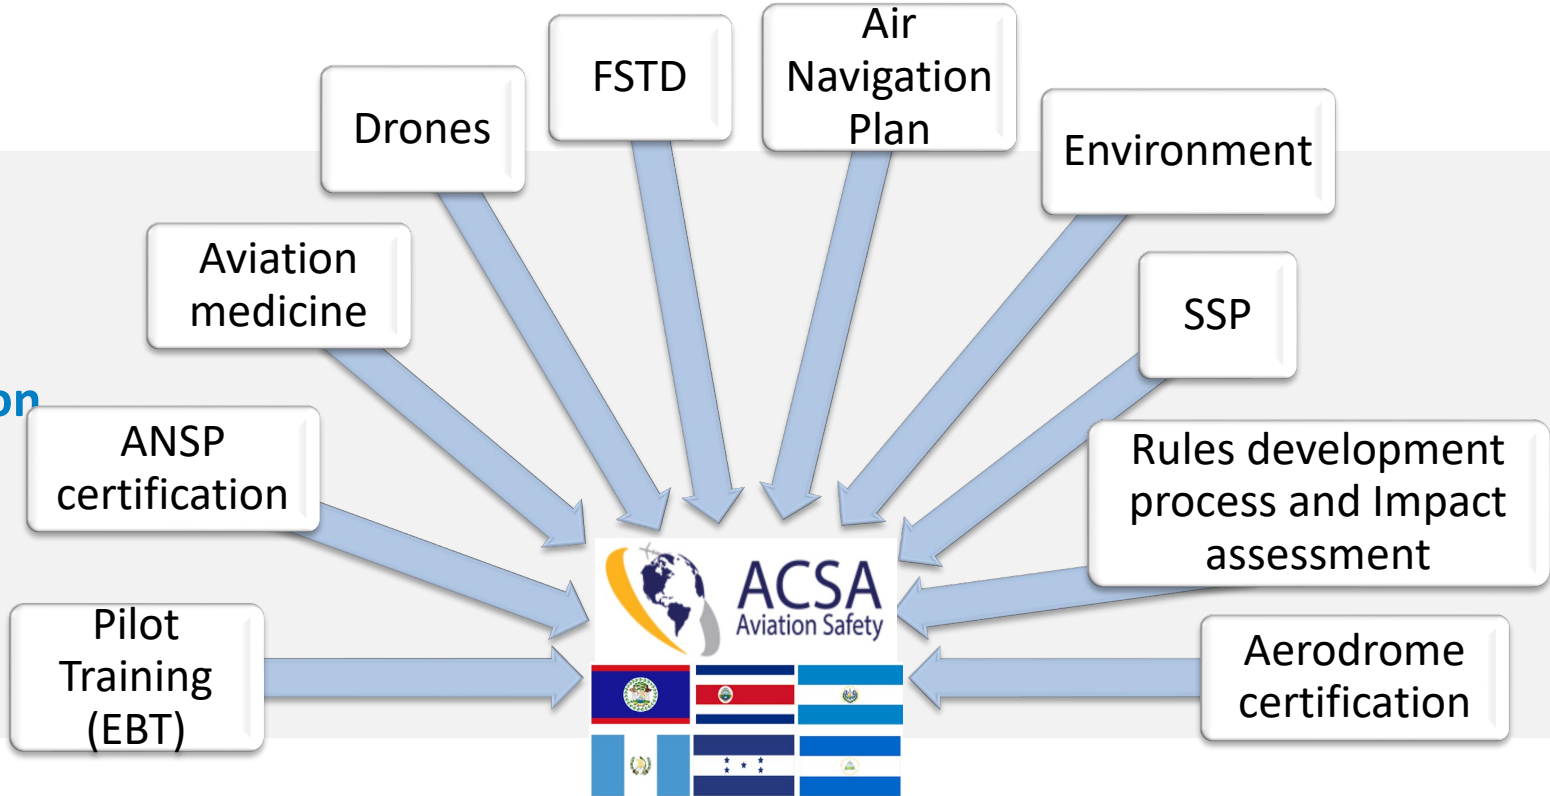 Air
Navigation
Plan
FSTD
Drones
Environment
Aviation
medicine
SSP
on
ANSP
certification
Rules development
process and Impact
assessment
ACSA
Aviation Safety
Pilot
Training
(EBT)
Aerodrome
certification